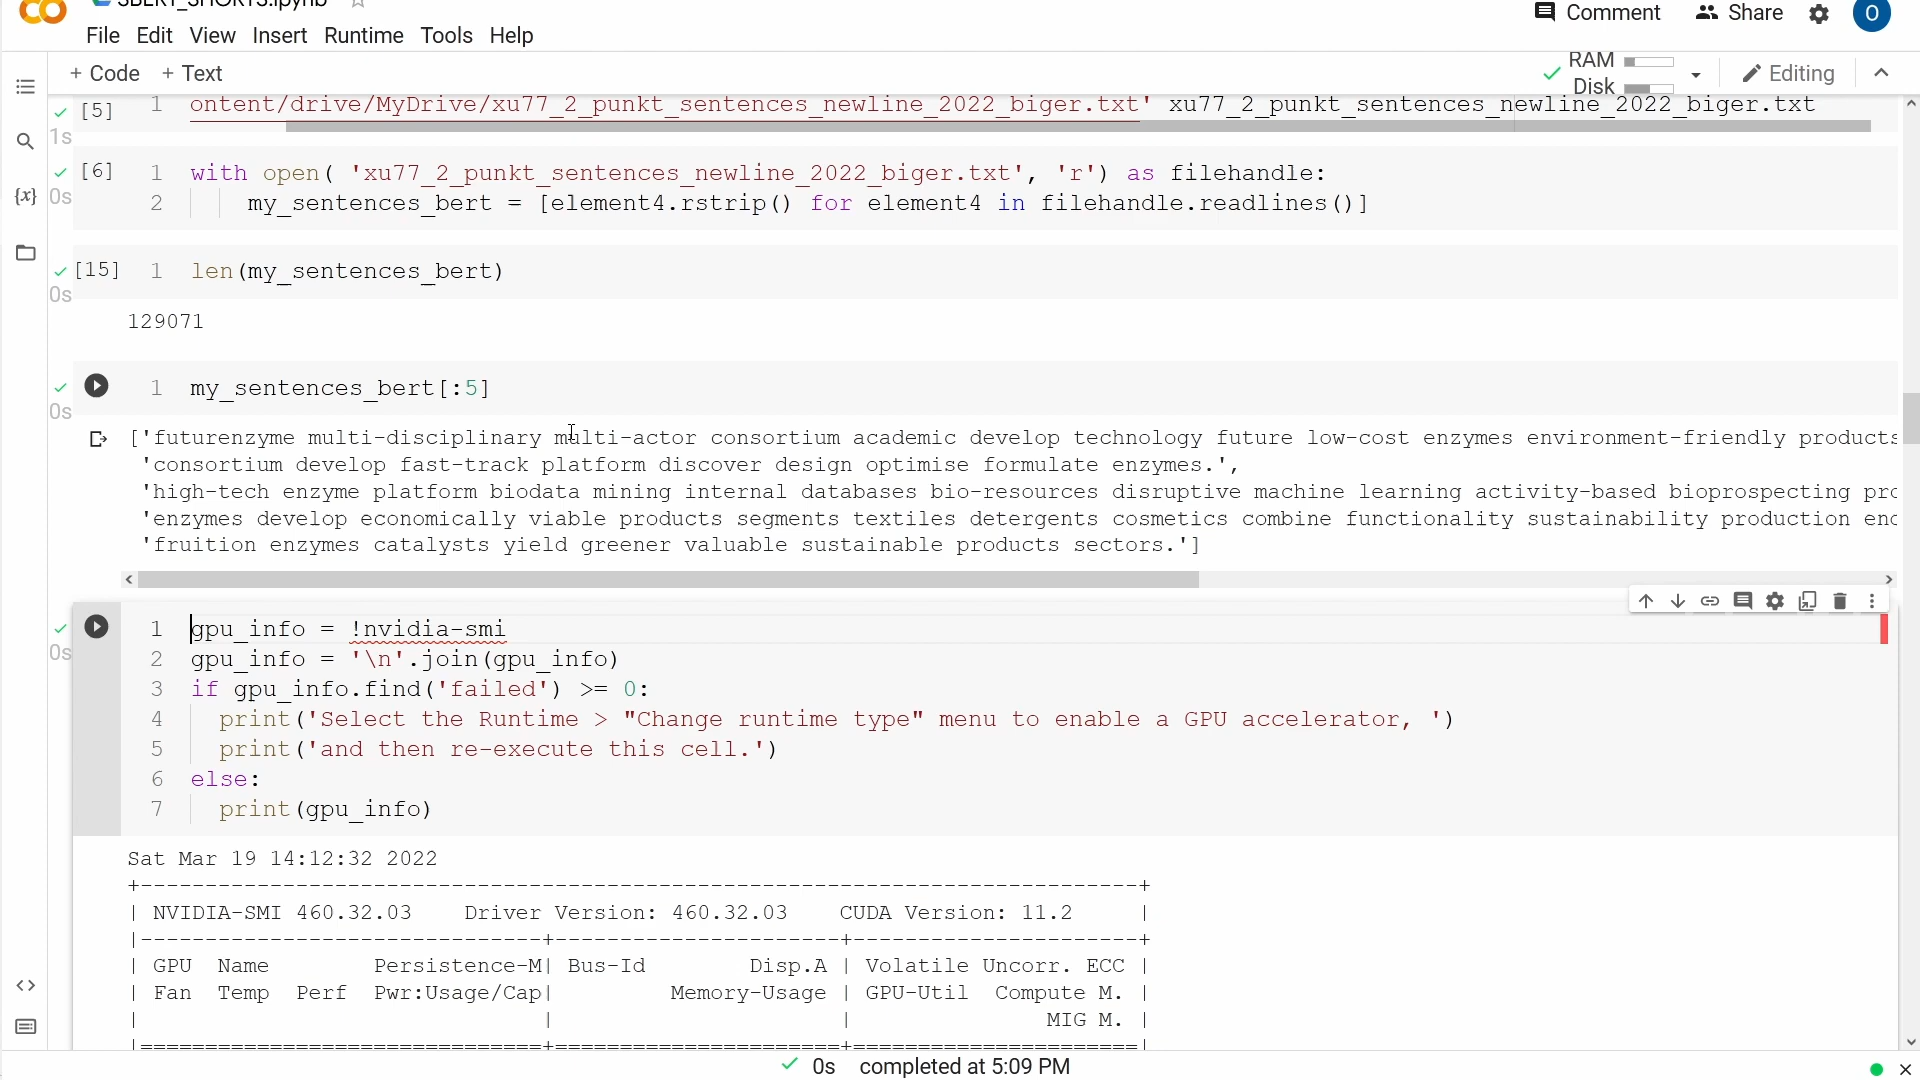 SBERT_SHORTS.ipynb
Comment Share O
File Edit View Insert Runtime Tools Help
+ Code + Text RAM Disk Editing
[5] 1s 1 ontent/drive/MyDrive/xu77_2_punkt_sentences_newline_2022_biger.txt' xu77_2_punkt_sentences_newline_2022_biger.txt
[6] 0s 1 with open( 'xu77_2_punkt_sentences_newline_2022_biger.txt', 'r') as filehandle:
2 my_sentences_bert = [element4.rstrip() for element4 in filehandle.readlines()]
[15] 0s 1 len(my_sentences_bert)
129071
0s 1 my_sentences_bert[:5]
['futurenzyme multi-disciplinary multi-actor consortium academic develop technology future low-cost enzymes environment-friendly products
'consortium develop fast-track platform discover design optimise formulate enzymes.',
'high-tech enzyme platform biodata mining internal databases bio-resources disruptive machine learning activity-based bioprospecting pro
'enzymes develop economically viable products segments textiles detergents cosmetics combine functionality sustainability production enc
'fruition enzymes catalysts yield greener valuable sustainable products sectors.']
0s 1 gpu_info = !nvidia-smi
2 gpu_info = '\n'.join(gpu_info)
3 if gpu_info.find('failed') >= 0:
4 print('Select the Runtime > "Change runtime type" menu to enable a GPU accelerator, ')
5 print('and then re-execute this cell.')
6 else:
7 print(gpu_info)
Sat Mar 19 14:12:32 2022
+-----------------------------------------------------------------------------+
| NVIDIA-SMI 460.32.03    Driver Version: 460.32.03    CUDA Version: 11.2     |
|-------------------------------+----------------------+----------------------+
| GPU  Name        Persistence-M| Bus-Id        Disp.A | Volatile Uncorr. ECC |
| Fan  Temp  Perf  Pwr:Usage/Cap|         Memory-Usage | GPU-Util  Compute M. |
|                               |                      |               MIG M. |
|===============================+======================+======================|
0s completed at 5:09 PM